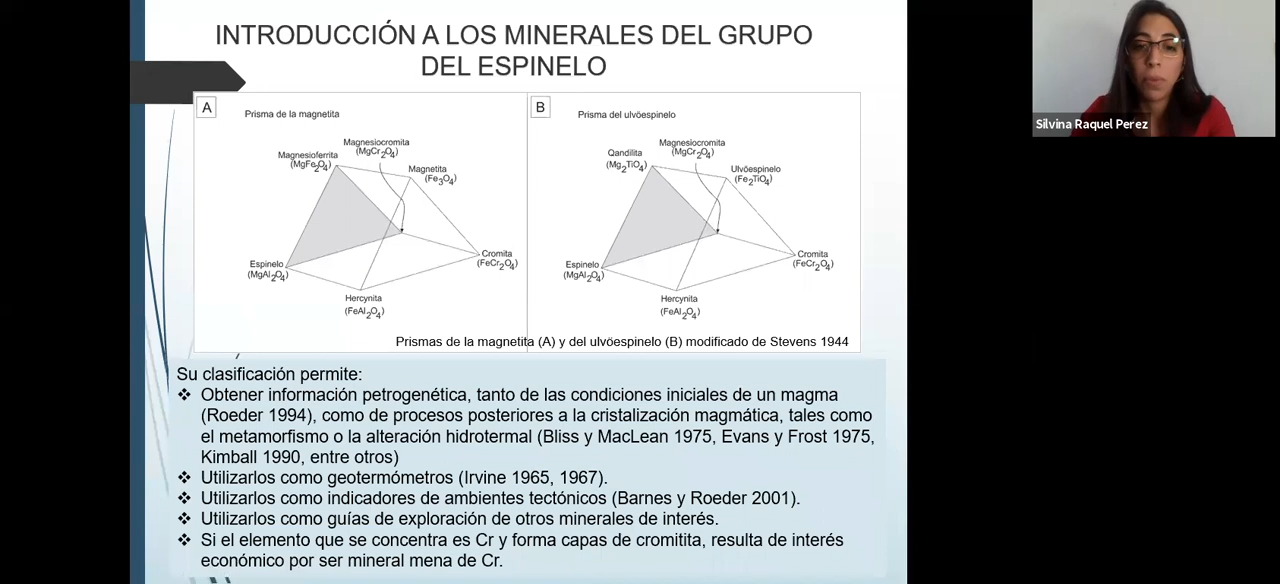 INTRODUCCIÓN A LOS MINERALES DEL GRUPO
DEL ESPINELO
A
Prisma de la magnetita
Magnesiocromita
(MgCr2O4)
Magnesioferrita
(MgFe2O4)
Magnetita
(Fe3O4)
Cromita
(FeCr2O4)
Espinelo
(MgAl2O4)
Hercynita
(FeAl2O4)
B
Prisma del ulvöespinelo
Magnesiocromita
(MgCr2O4)
Qandilita
(Mg2TiO4)
Ulvöespinelo
(Fe2TiO4)
Cromita
(FeCr2O4)
Espinelo
(MgAl2O4)
Hercynita
(FeAl2O4)
Prismas de la magnetita (A) y del ulvöespinelo (B) modificado de Stevens 1944
Su clasificación permite:
❖ Obtener información petrogenética, tanto de las condiciones iniciales de un magma
(Roeder 1994), como de procesos posteriores a la cristalización magmática, tales como
el metamorfismo o la alteración hidrotermal (Bliss y MacLean 1975, Evans y Frost 1975,
Kimball 1990, entre otros)
❖ Utilizarlos como geotermómetros (Irvine 1965, 1967).
❖ Utilizarlos como indicadores de ambientes tectónicos (Barnes y Roeder 2001).
❖ Utilizarlos como guías de exploración de otros minerales de interés.
❖ Si el elemento que se concentra es Cr y forma capas de cromitita, resulta de interés
económico por ser mineral mena de Cr.
Silvina Raquel Perez